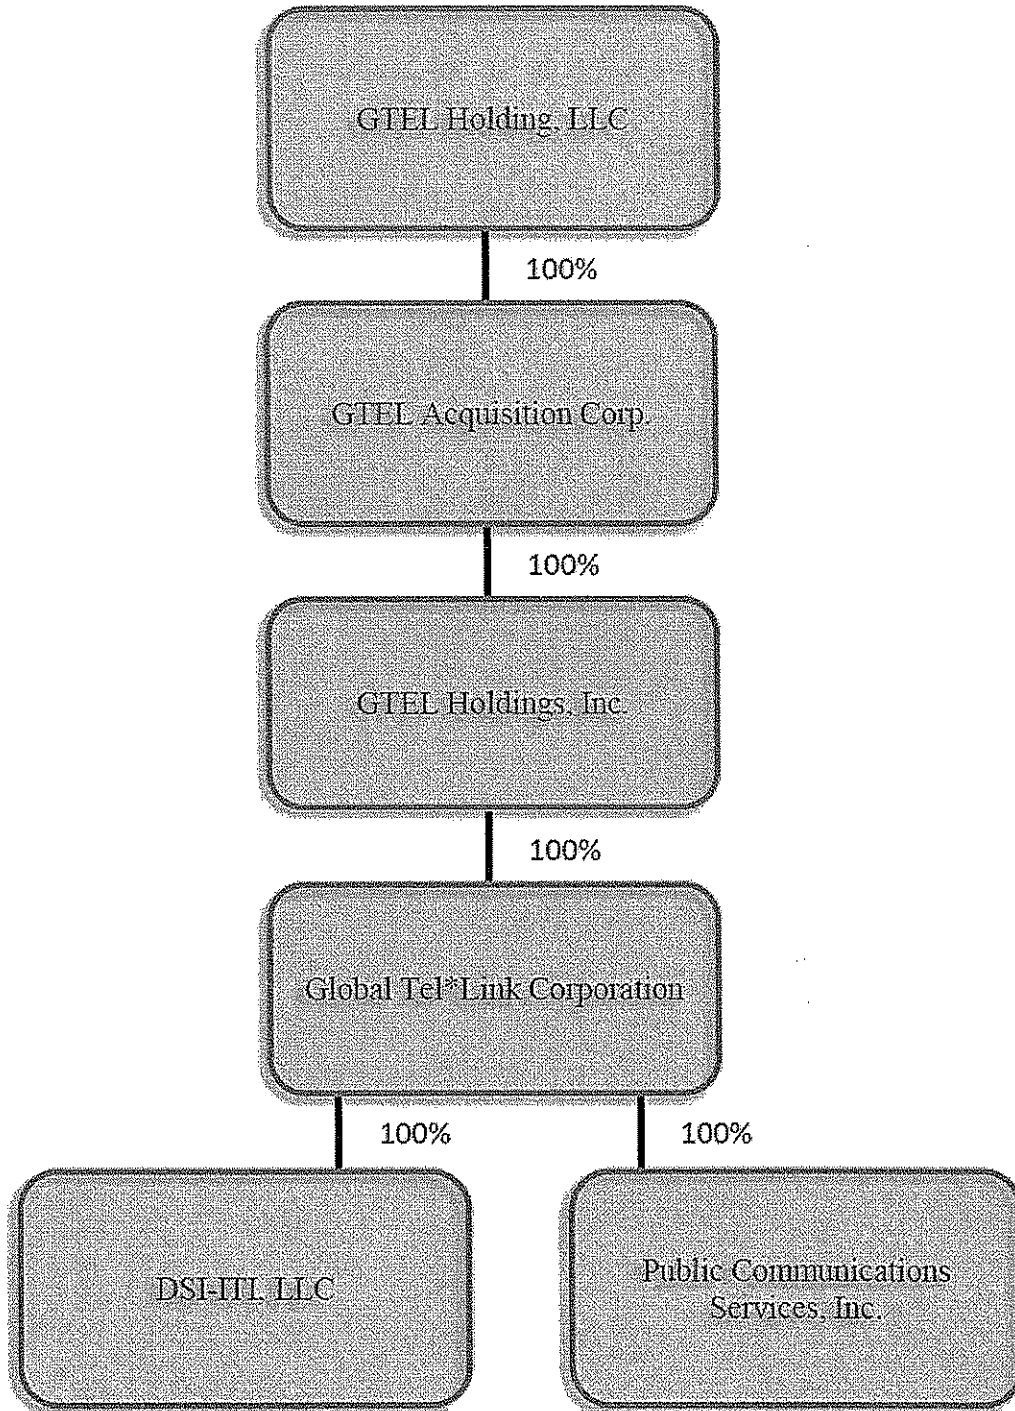 GTEL Holding, LLC
100%
GTEL Acquisition Corp.
100%
GTEL Holdings, Inc.
100%
Global Tel*Link Corporation
100%
100%
DSI-ITI, LLC
Public Communications
Services, Inc.